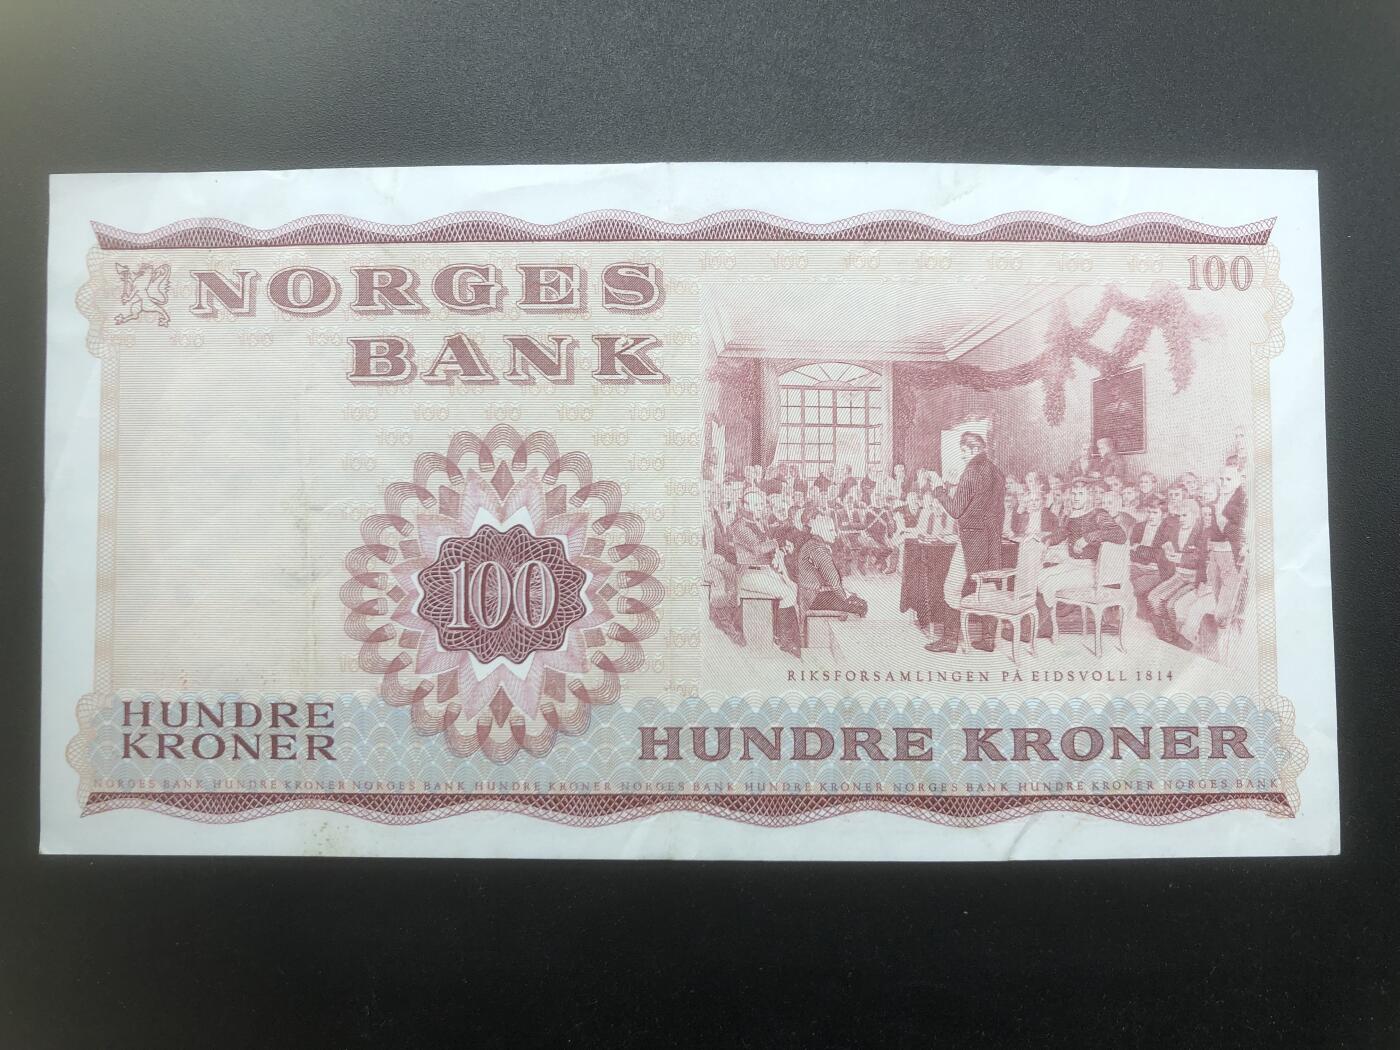 NORGES
BANK
100
100
RIKSFORSAMLINGEN PÅ EIDSVOLL 1814
HUNDRE
KRONER
HUNDRE KRONER
NORGES BANK HUNDRE KRONER NORGES BANK HUNDRE KRONER NORGES BANK HUNDRE KRONER NORGES BANK HUNDRE KRONER NORGES BANK